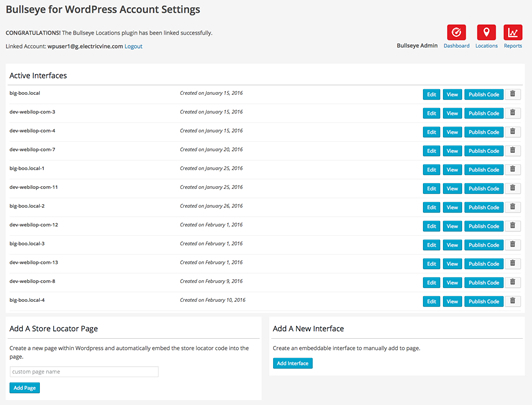 Bullseye for WordPress Account Settings
CONGRATULATIONS! The Bullseye Locations plugin has been linked successfully.
Linked Account: wpuser1@g.electricvine.com Logout
Bullseye Admin Dashboard Locations Reports
Active Interfaces
big-boo.local Created on January 15, 2016 Edit View Publish Code
dev-webilop-com-3 Created on January 15, 2016 Edit View Publish Code
dev-webilop-com-4 Created on January 15, 2016 Edit View Publish Code
dev-webilop-com-7 Created on January 20, 2016 Edit View Publish Code
big-boo.local-1 Created on January 25, 2016 Edit View Publish Code
dev-webilop-com-11 Created on January 25, 2016 Edit View Publish Code
big-boo.local-2 Created on January 26, 2016 Edit View Publish Code
dev-webilop-com-12 Created on February 1, 2016 Edit View Publish Code
big-boo.local-3 Created on February 1, 2016 Edit View Publish Code
dev-webilop-com-13 Created on February 1, 2016 Edit View Publish Code
dev-webilop-com-8 Created on February 9, 2016 Edit View Publish Code
big-boo.local-4 Created on February 10, 2016 Edit View Publish Code
Add A Store Locator Page
Create a new page within Wordpress and automatically embed the store locator code into the
page.
custom page name
Add Page
Add A New Interface
Create an embeddable interface to manually add to page.
Add Interface